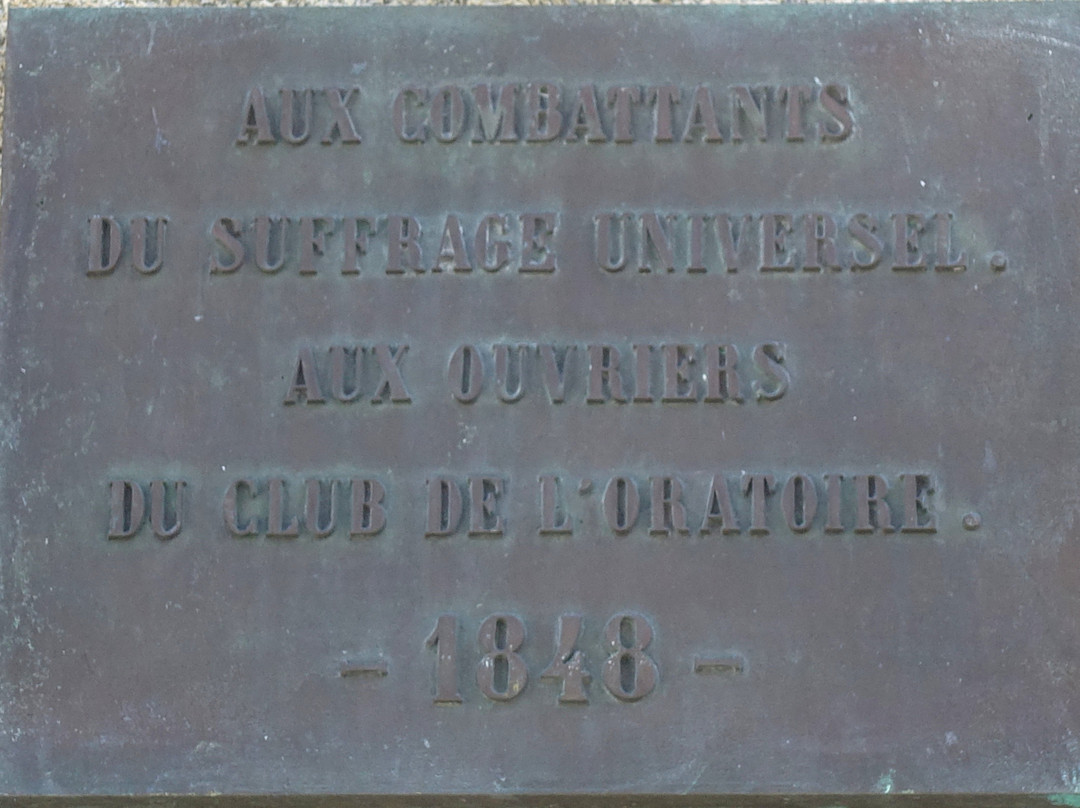 AUX COMBATTANTS
DU SUFFRAGE UNIVERSEL.
AUX OUVRIERS
DU CLUB DE L'ORATOIRE.
- 1848 -